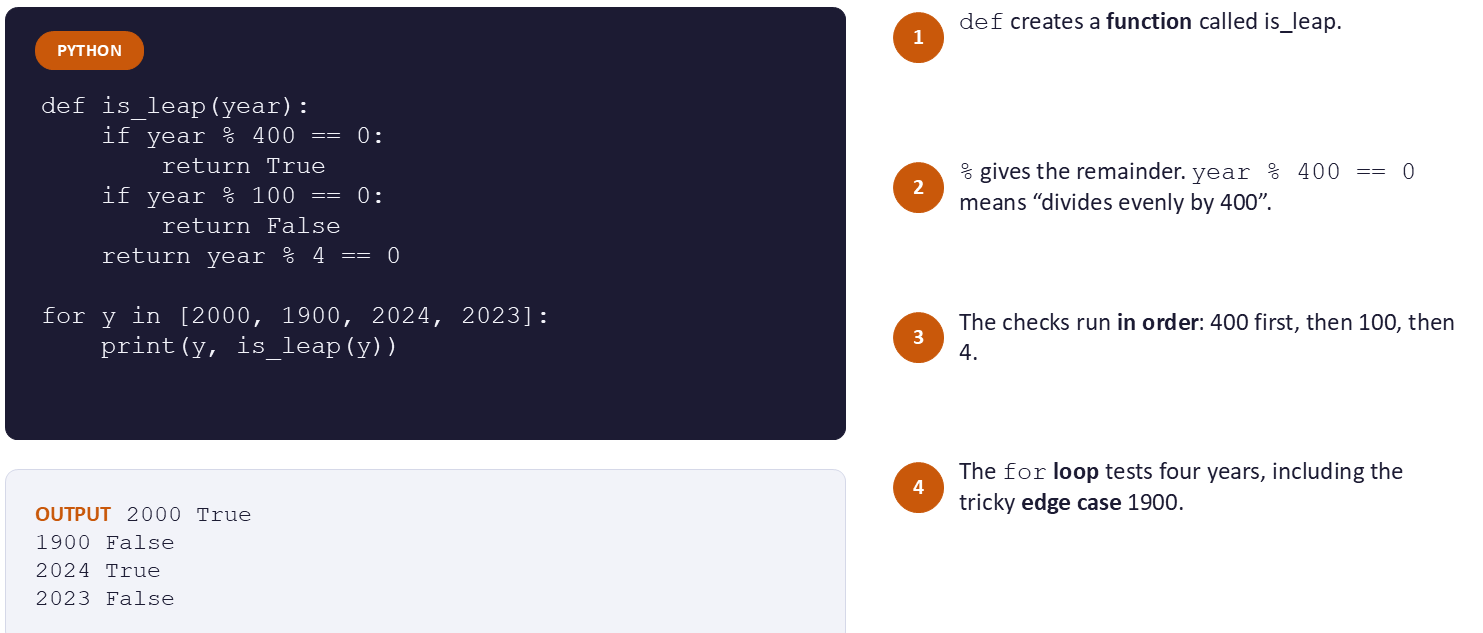 PYTHON
def is_leap(year):
    if year % 400 == 0:
        return True
    if year % 100 == 0:
        return False
    return year % 4 == 0
for y in [2000, 1900, 2024, 2023]:
    print(y, is_leap(y))
OUTPUT 2000 True
1900 False
2024 True
2023 False
1 def creates a function called is_leap.
2 % gives the remainder. year % 400 == 0
means “divides evenly by 400”.
3 The checks run in order: 400 first, then 100, then
4.
4 The for loop tests four years, including the
tricky edge case 1900.